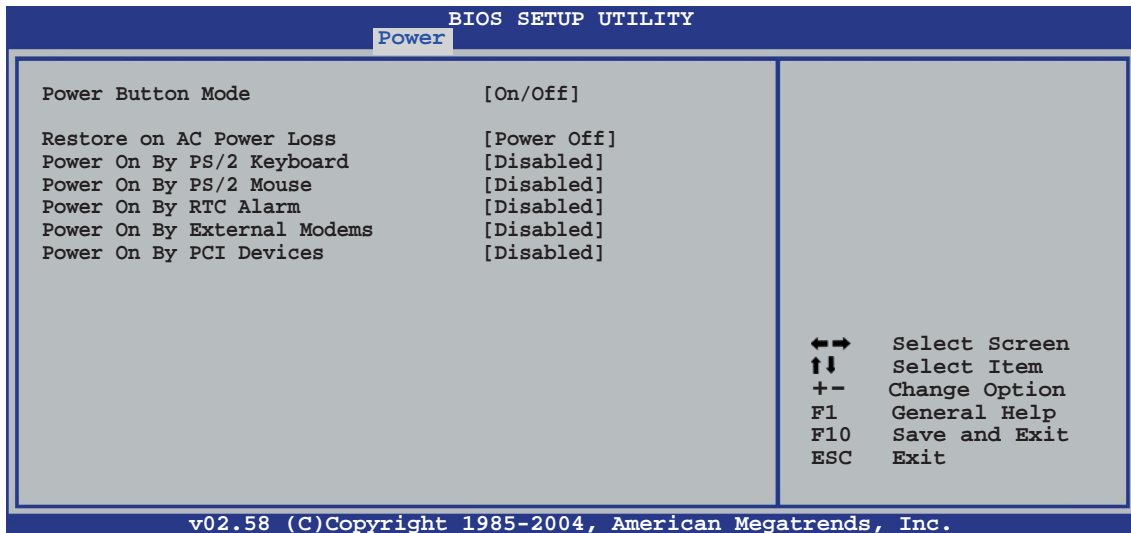 BIOS SETUP UTILITY
Power
Power Button Mode [On/Off]
Restore on AC Power Loss [Power Off]
Power On By PS/2 Keyboard [Disabled]
Power On By PS/2 Mouse [Disabled]
Power On By RTC Alarm [Disabled]
Power On By External Modems [Disabled]
Power On By PCI Devices [Disabled]
←→ Select Screen
↑↓ Select Item
+- Change Option
F1 General Help
F10 Save and Exit
ESC Exit
v02.58 (C)Copyright 1985-2004, American Megatrends, Inc.